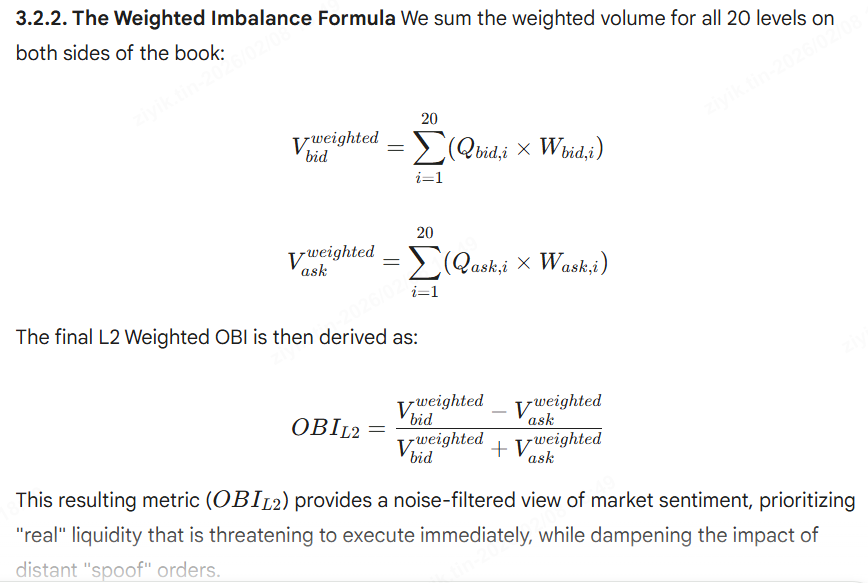 3.2.2. The Weighted Imbalance Formula We sum the weighted volume for all 20 levels on
both sides of the book:
V_{bid}^{weighted} = \sum_{i=1}^{20} (Q_{bid,i} × W_{bid,i})
V_{ask}^{weighted} = \sum_{i=1}^{20} (Q_{ask,i} × W_{ask,i})
The final L2 Weighted OBI is then derived as:
OBI_{L2} = \frac{V_{bid}^{weighted} - V_{ask}^{weighted}}{V_{bid}^{weighted} + V_{ask}^{weighted}}
This resulting metric (OBI_{L2}) provides a noise-filtered view of market sentiment, prioritizing
"real" liquidity that is threatening to execute immediately, while dampening the impact of
distant "spoof" orders.